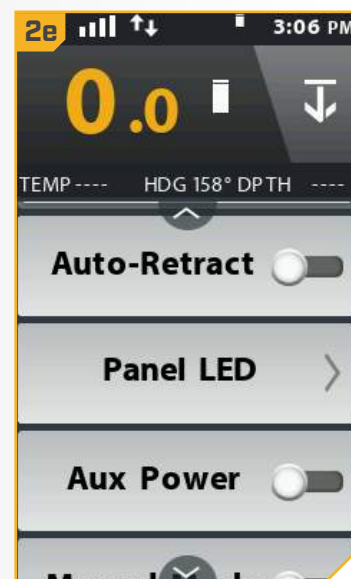 2e 3:06 PM
0.0
TEMP ---- HDG 158° DPTH ----
Auto-Retract
Panel LED
Aux Power